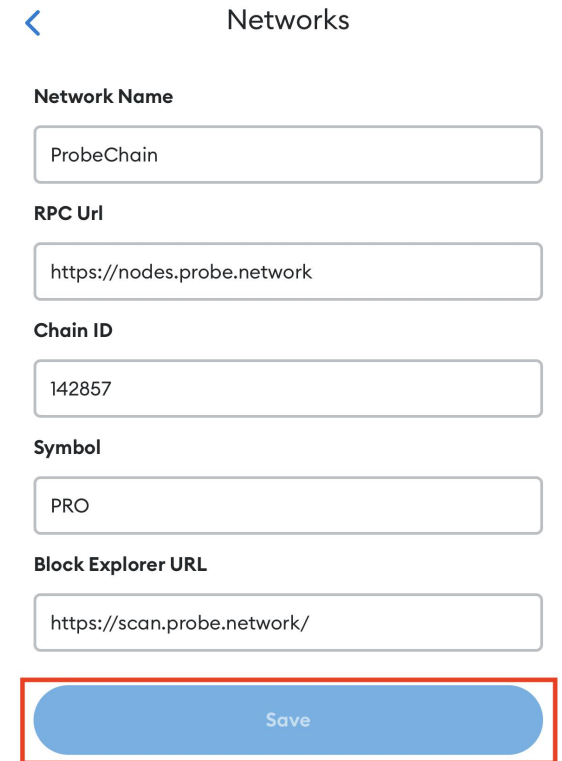 Networks
Network Name
ProbeChain
RPC Url
https://nodes.probe.network
Chain ID
142857
Symbol
PRO
Block Explorer URL
https://scan.probe.network/
Save